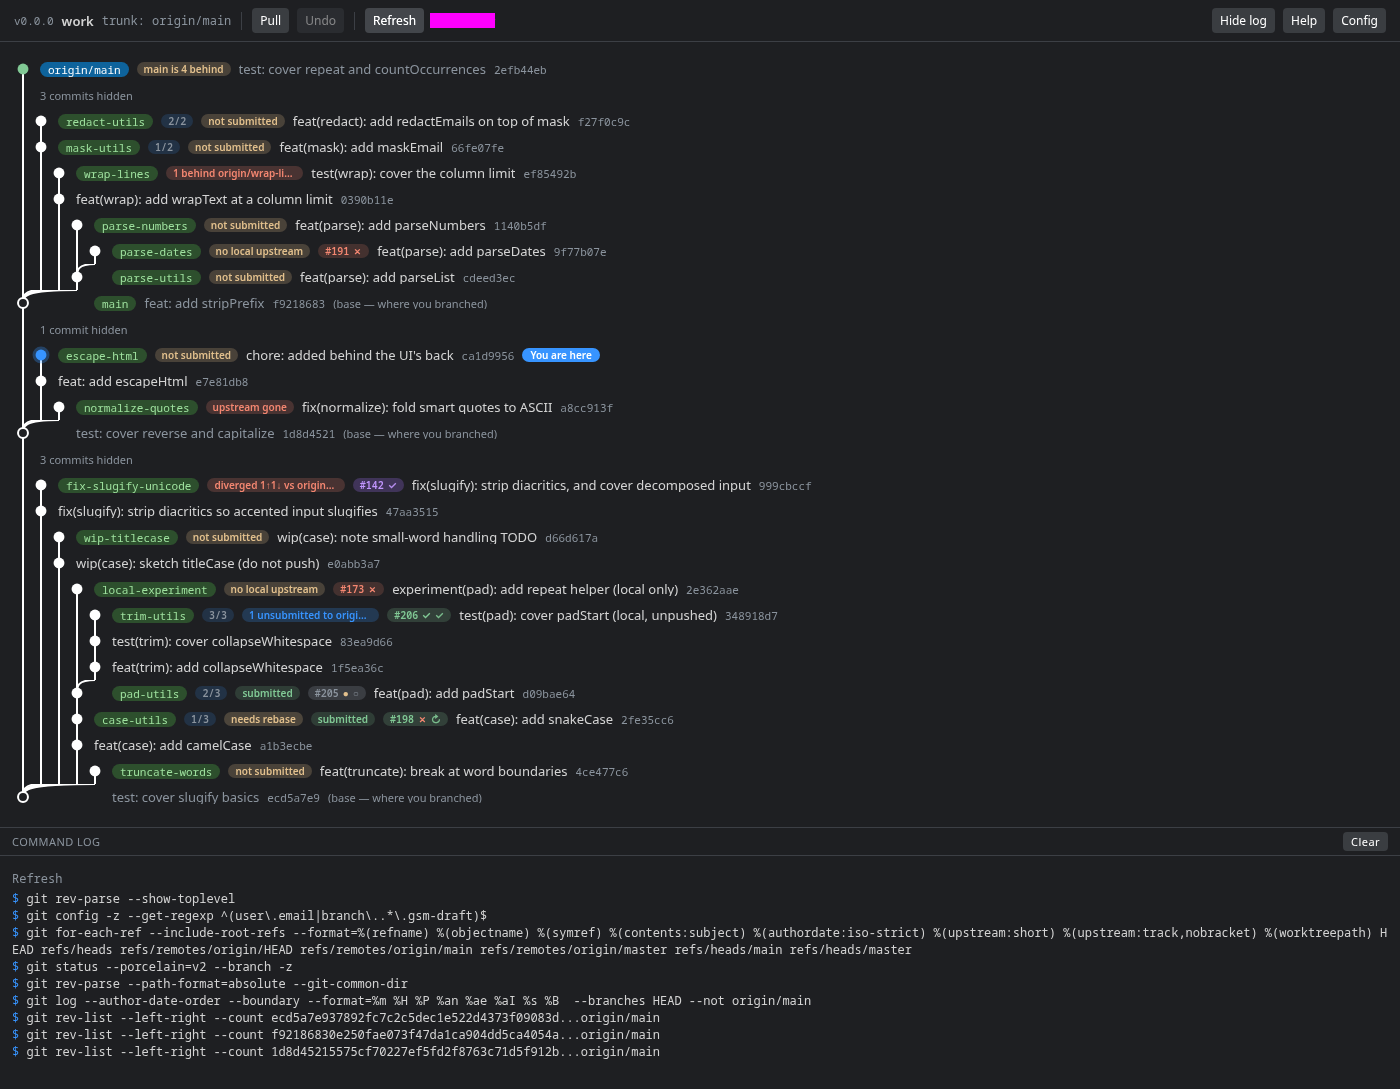 v0.0.0 work trunk: origin/main Pull Undo Refresh Hide log Help Config
origin/main main is 4 behind test: cover repeat and countOccurrences 2efb44eb
3 commits hidden
redact-utils 2/2 not submitted feat(redact): add redactEmails on top of mask f27f0c9c
mask-utils 1/2 not submitted feat(mask): add maskEmail 66fe07fe
wrap-lines 1 behind origin/wrap-li... test(wrap): cover the column limit ef85492b
feat(wrap): add wrapText at a column limit 0390b11e
parse-numbers not submitted feat(parse): add parseNumbers 1140b5df
parse-dates no local upstream #191 × feat(parse): add parseDates 9f77b07e
parse-utils not submitted feat(parse): add parseList cdeed3ec
main feat: add stripPrefix f9218683 (base — where you branched)
1 commit hidden
escape-html not submitted chore: added behind the UI's back ca1d9956 You are here
feat: add escapeHtml e7e81db8
normalize-quotes upstream gone fix(normalize): fold smart quotes to ASCII a8cc913f
test: cover reverse and capitalize 1d8d4521 (base — where you branched)
3 commits hidden
fix-slugify-unicode diverged 1↑1↓ vs origin... #142 ✓ fix(slugify): strip diacritics, and cover decomposed input 999cbccf
fix(slugify): strip diacritics so accented input slugifies 47aa3515
wip-titlecase not submitted wip(case): note small-word handling TODO d66d617a
wip(case): sketch titleCase (do not push) e0abb3a7
local-experiment no local upstream #173 × experiment(pad): add repeat helper (local only) 2e362aae
trim-utils 3/3 1 unsubmitted to origi... #206 ✓ ✓ test(pad): cover padStart (local, unpushed) 348918d7
test(trim): cover collapseWhitespace 83ea9d66
feat(trim): add collapseWhitespace 1f5ea36c
pad-utils 2/3 submitted #205 ● ○ feat(pad): add padStart d09bae64
case-utils 1/3 needs rebase submitted #198 × ↻ feat(case): add snakeCase 2fe35cc6
feat(case): add camelCase a1b3ecbe
truncate-words not submitted feat(truncate): break at word boundaries 4ce477c6
test: cover slugify basics ecd5a7e9 (base — where you branched)
COMMAND LOG Clear
Refresh
$ git rev-parse --show-toplevel
$ git config -z --get-regexp ^(user\.email|branch\..*\.gsm-draft)$
$ git for-each-ref --include-root-refs --format=%(refname) %(objectname) %(symref) %(contents:subject) %(authordate:iso-strict) %(upstream:short) %(upstream:track,nobracket) %(worktreepath) H
EAD refs/heads refs/remotes/origin/HEAD refs/remotes/origin/main refs/remotes/origin/master refs/heads/main refs/heads/master
$ git status --porcelain=v2 --branch -z
$ git rev-parse --path-format=absolute --git-common-dir
$ git log --author-date-order --boundary --format=%m %H %P %an %ae %aI %s %B --branches HEAD --not origin/main
$ git rev-list --left-right --count ecd5a7e937892fc7c2c5dec1e522d4373f09083d...origin/main
$ git rev-list --left-right --count f92186830e250fae073f47da1ca904dd5ca4054a...origin/main
$ git rev-list --left-right --count 1d8d45215575cf70227ef5fd2f8763c71d5f912b...origin/main